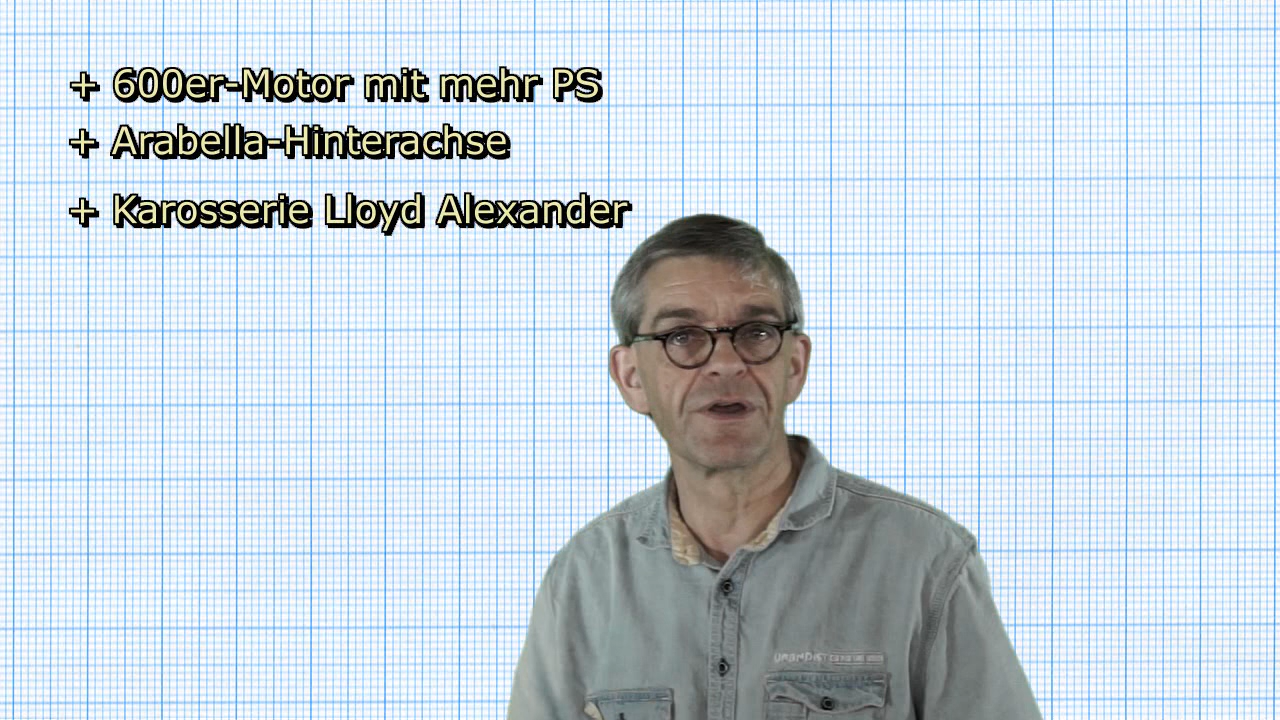 + 600er-Motor mit mehr PS
+ Arabella-Hinterachse
+ Karosserie Lloyd Alexander